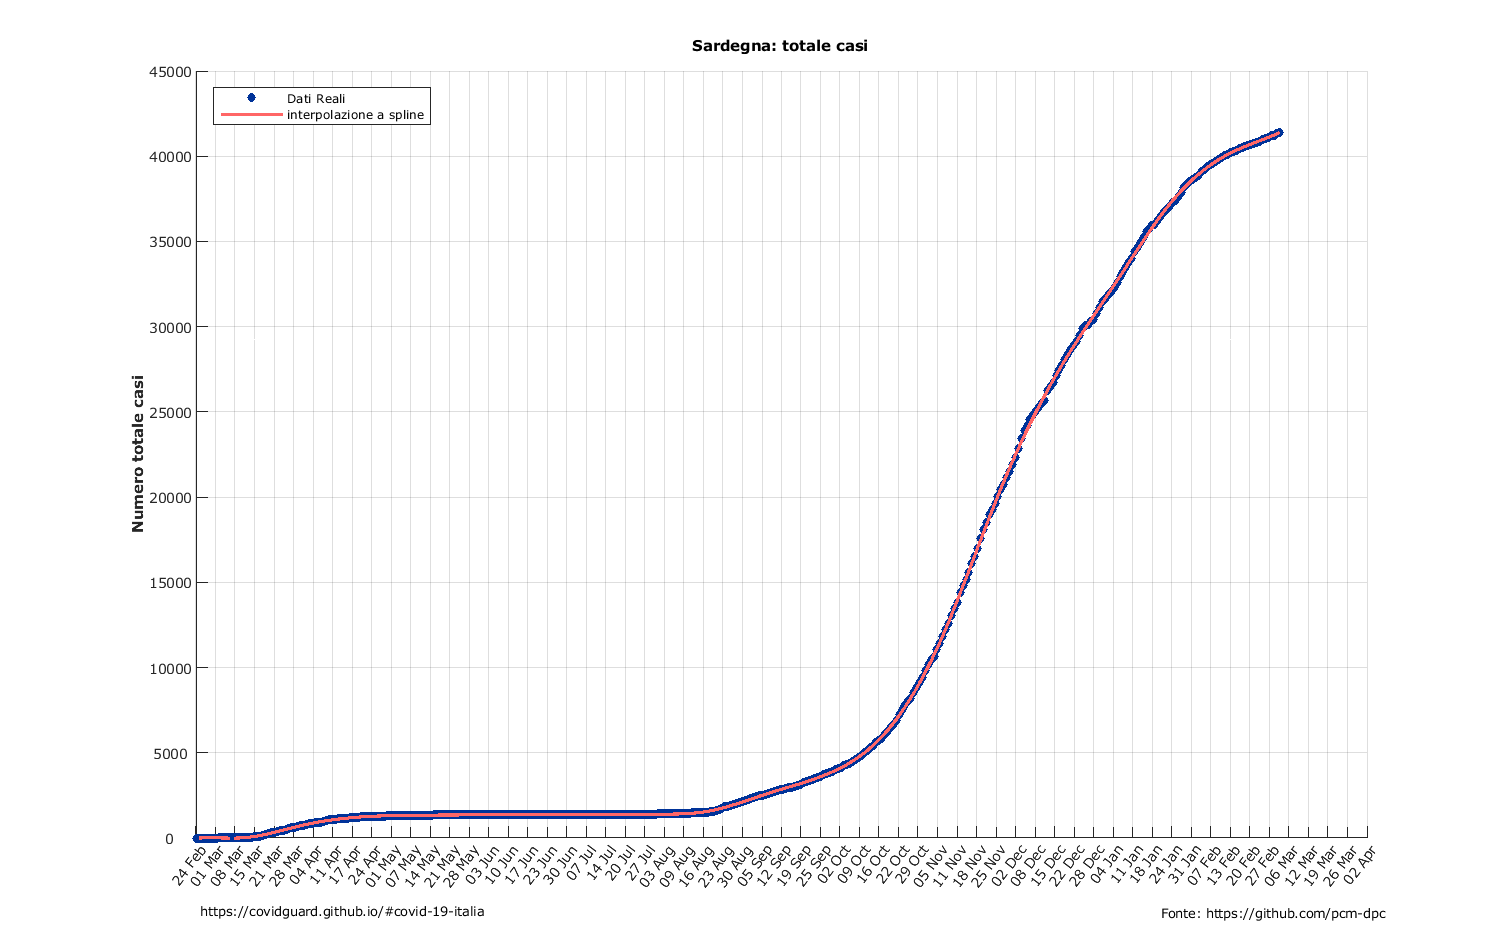 Sardegna: totale casi
45000
40000
35000
30000
25000
20000
15000
10000
5000
0
Numero totale casi
Dati Reali
interpolazione a spline
24 Feb
01 Mar
08 Mar
15 Mar
21 Mar
28 Mar
04 Apr
11 Apr
17 Apr
24 Apr
01 May
07 May
14 May
21 May
28 May
03 Jun
10 Jun
17 Jun
23 Jun
30 Jun
07 Jul
14 Jul
20 Jul
27 Jul
03 Aug
09 Aug
16 Aug
23 Aug
30 Aug
05 Sep
12 Sep
19 Sep
25 Sep
02 Oct
09 Oct
16 Oct
22 Oct
29 Oct
05 Nov
11 Nov
18 Nov
25 Nov
02 Dec
08 Dec
15 Dec
22 Dec
28 Dec
04 Jan
11 Jan
18 Jan
24 Jan
31 Jan
07 Feb
13 Feb
20 Feb
27 Feb
06 Mar
12 Mar
19 Mar
26 Mar
02 Apr
https://covidguard.github.io/#covid-19-italia
Fonte: https://github.com/pcm-dpc